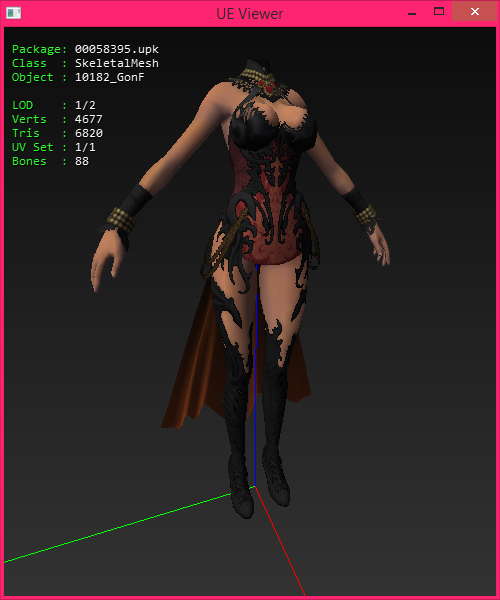 UE Viewer
Package: 00058395.upk
Class  : SkeletalMesh
Object : 10182_GonF
LOD    : 1/2
Verts  : 4677
Tris   : 6820
UV Set : 1/1
Bones  : 88